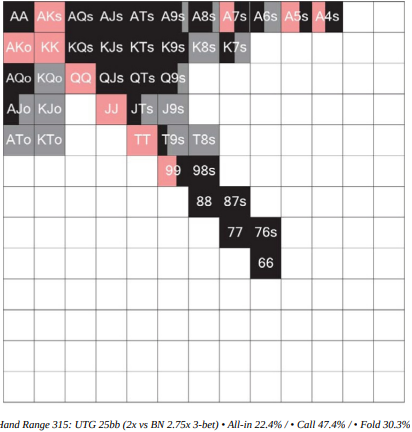 AA AKs AQs AJs ATs A9s A8s A7s A6s A5s A4s
AKo KK KQs KJs KTs K9s K8s K7s
AQo KQo QQ QJs QTs Q9s
AJo KJo JJ JTs J9s
ATo KTo TT T9s T8s
99 98s
88 87s
77 76s
66
Hand Range 315: UTG 25bb (2x vs BN 2.75x 3-bet) • All-in 22.4% / • Call 47.4% / • Fold 30.3%